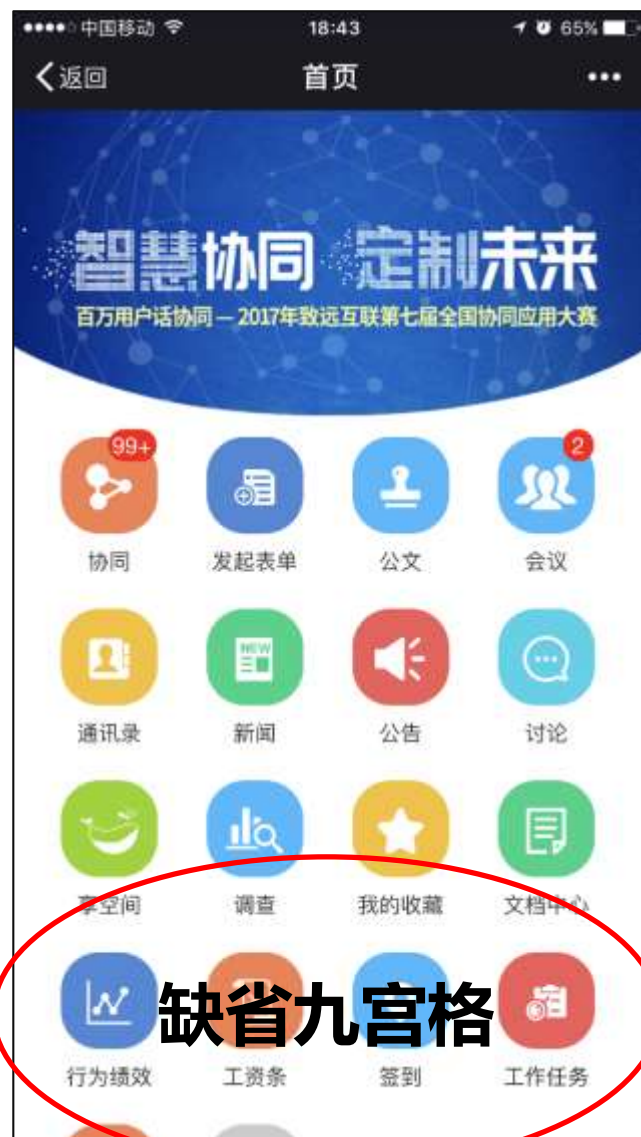 中国移动 18:43 65%
返回 首页
智慧协同 定制未来
百万用户话协同 — 2017年致远互联第七届全国协同应用大赛
99+ 2
协同 发起表单 公文 会议
NEW
通讯录 新闻 公告 讨论
享空间 调查 我的收藏 文档中心
缺省九宫格
行为绩效 工资条 签到 工作任务